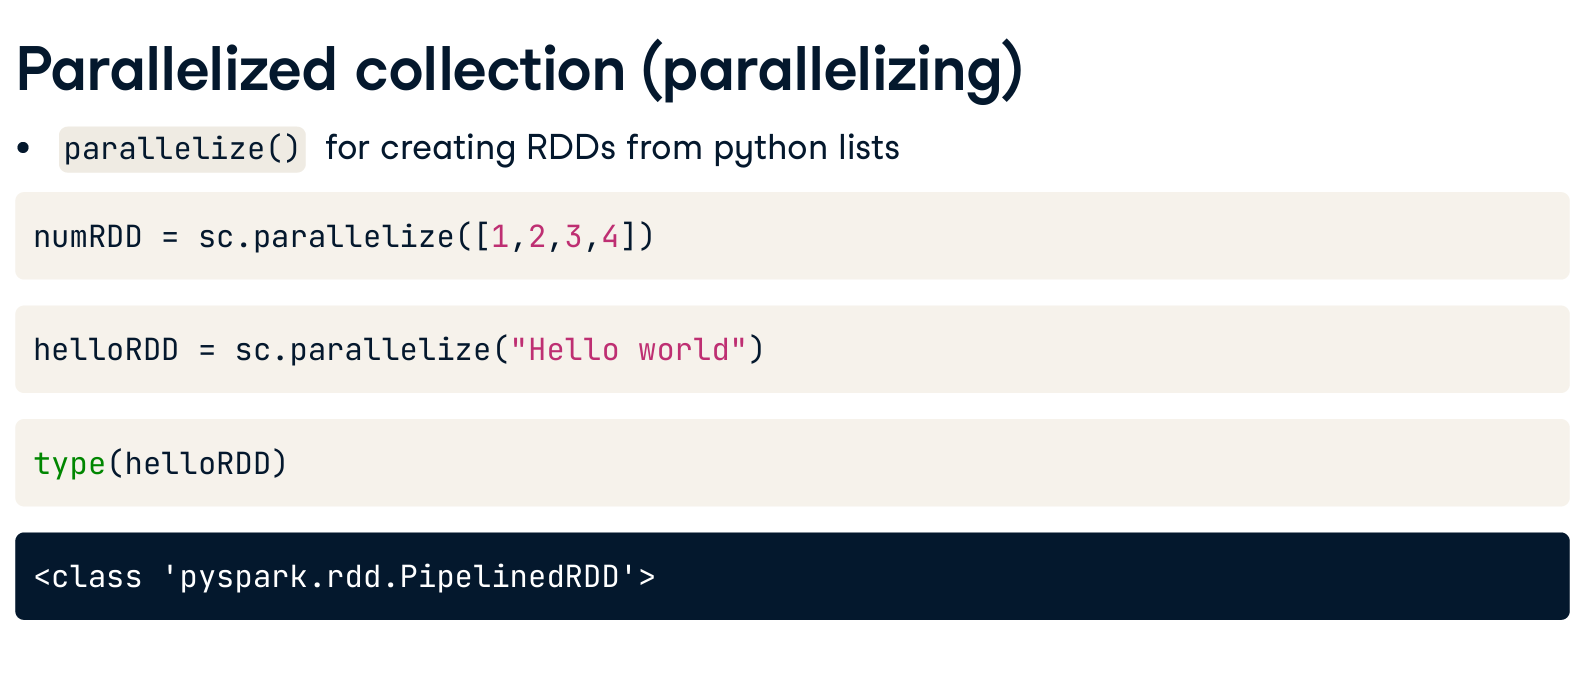 Parallelized collection (parallelizing)
• parallelize() for creating RDDs from python lists
numRDD = sc.parallelize([1,2,3,4])
helloRDD = sc.parallelize("Hello world")
type(helloRDD)
<class 'pyspark.rdd.PipelinedRDD'>